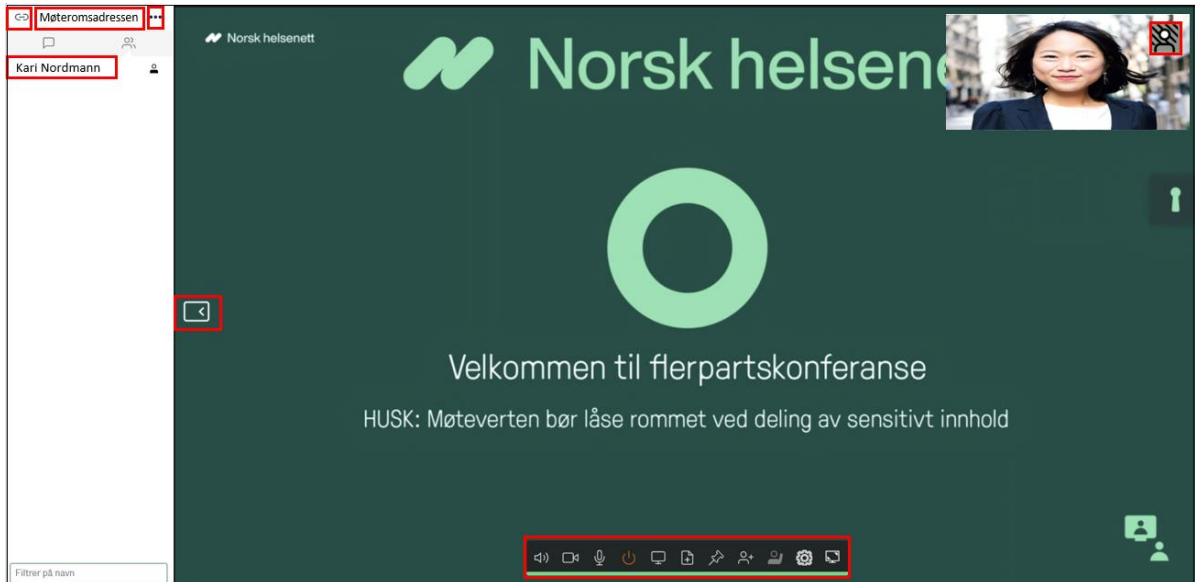 Møteromsadressen
Kari Nordmann
Filtrer på navn
Norsk helsenett
Norsk helsen
Velkommen til flerpartskonferanse
HUSK: Møteverten bør låse rommet ved deling av sensitivt innhold